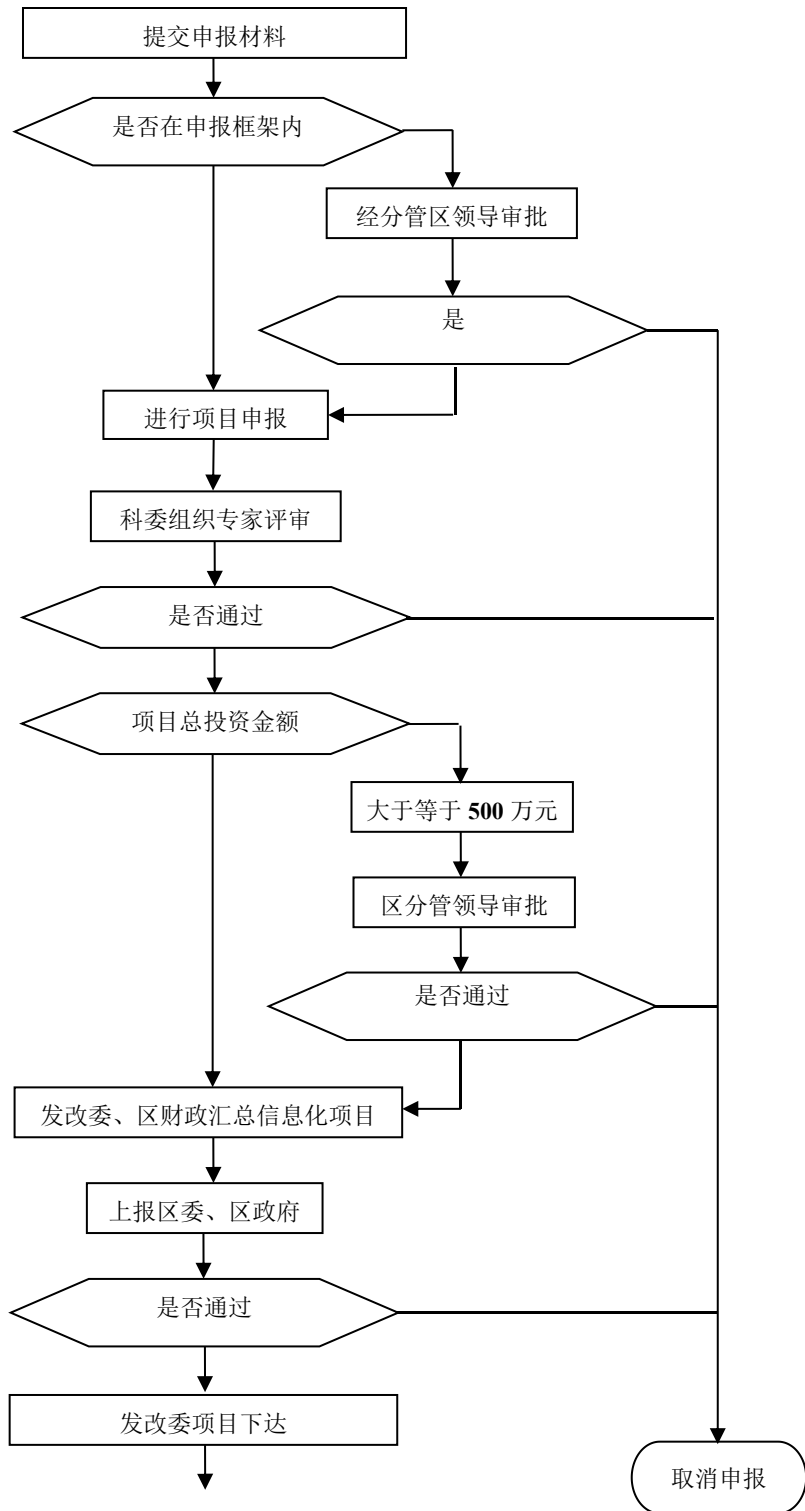 提交申报材料
是否在申报框架内
经分管区领导审批
是
进行项目申报
科委组织专家评审
是否通过
项目总投资金额
大于等于 500 万元
区分管领导审批
是否通过
发改委、区财政汇总信息化项目
上报区委、区政府
是否通过
发改委项目下达
取消申报